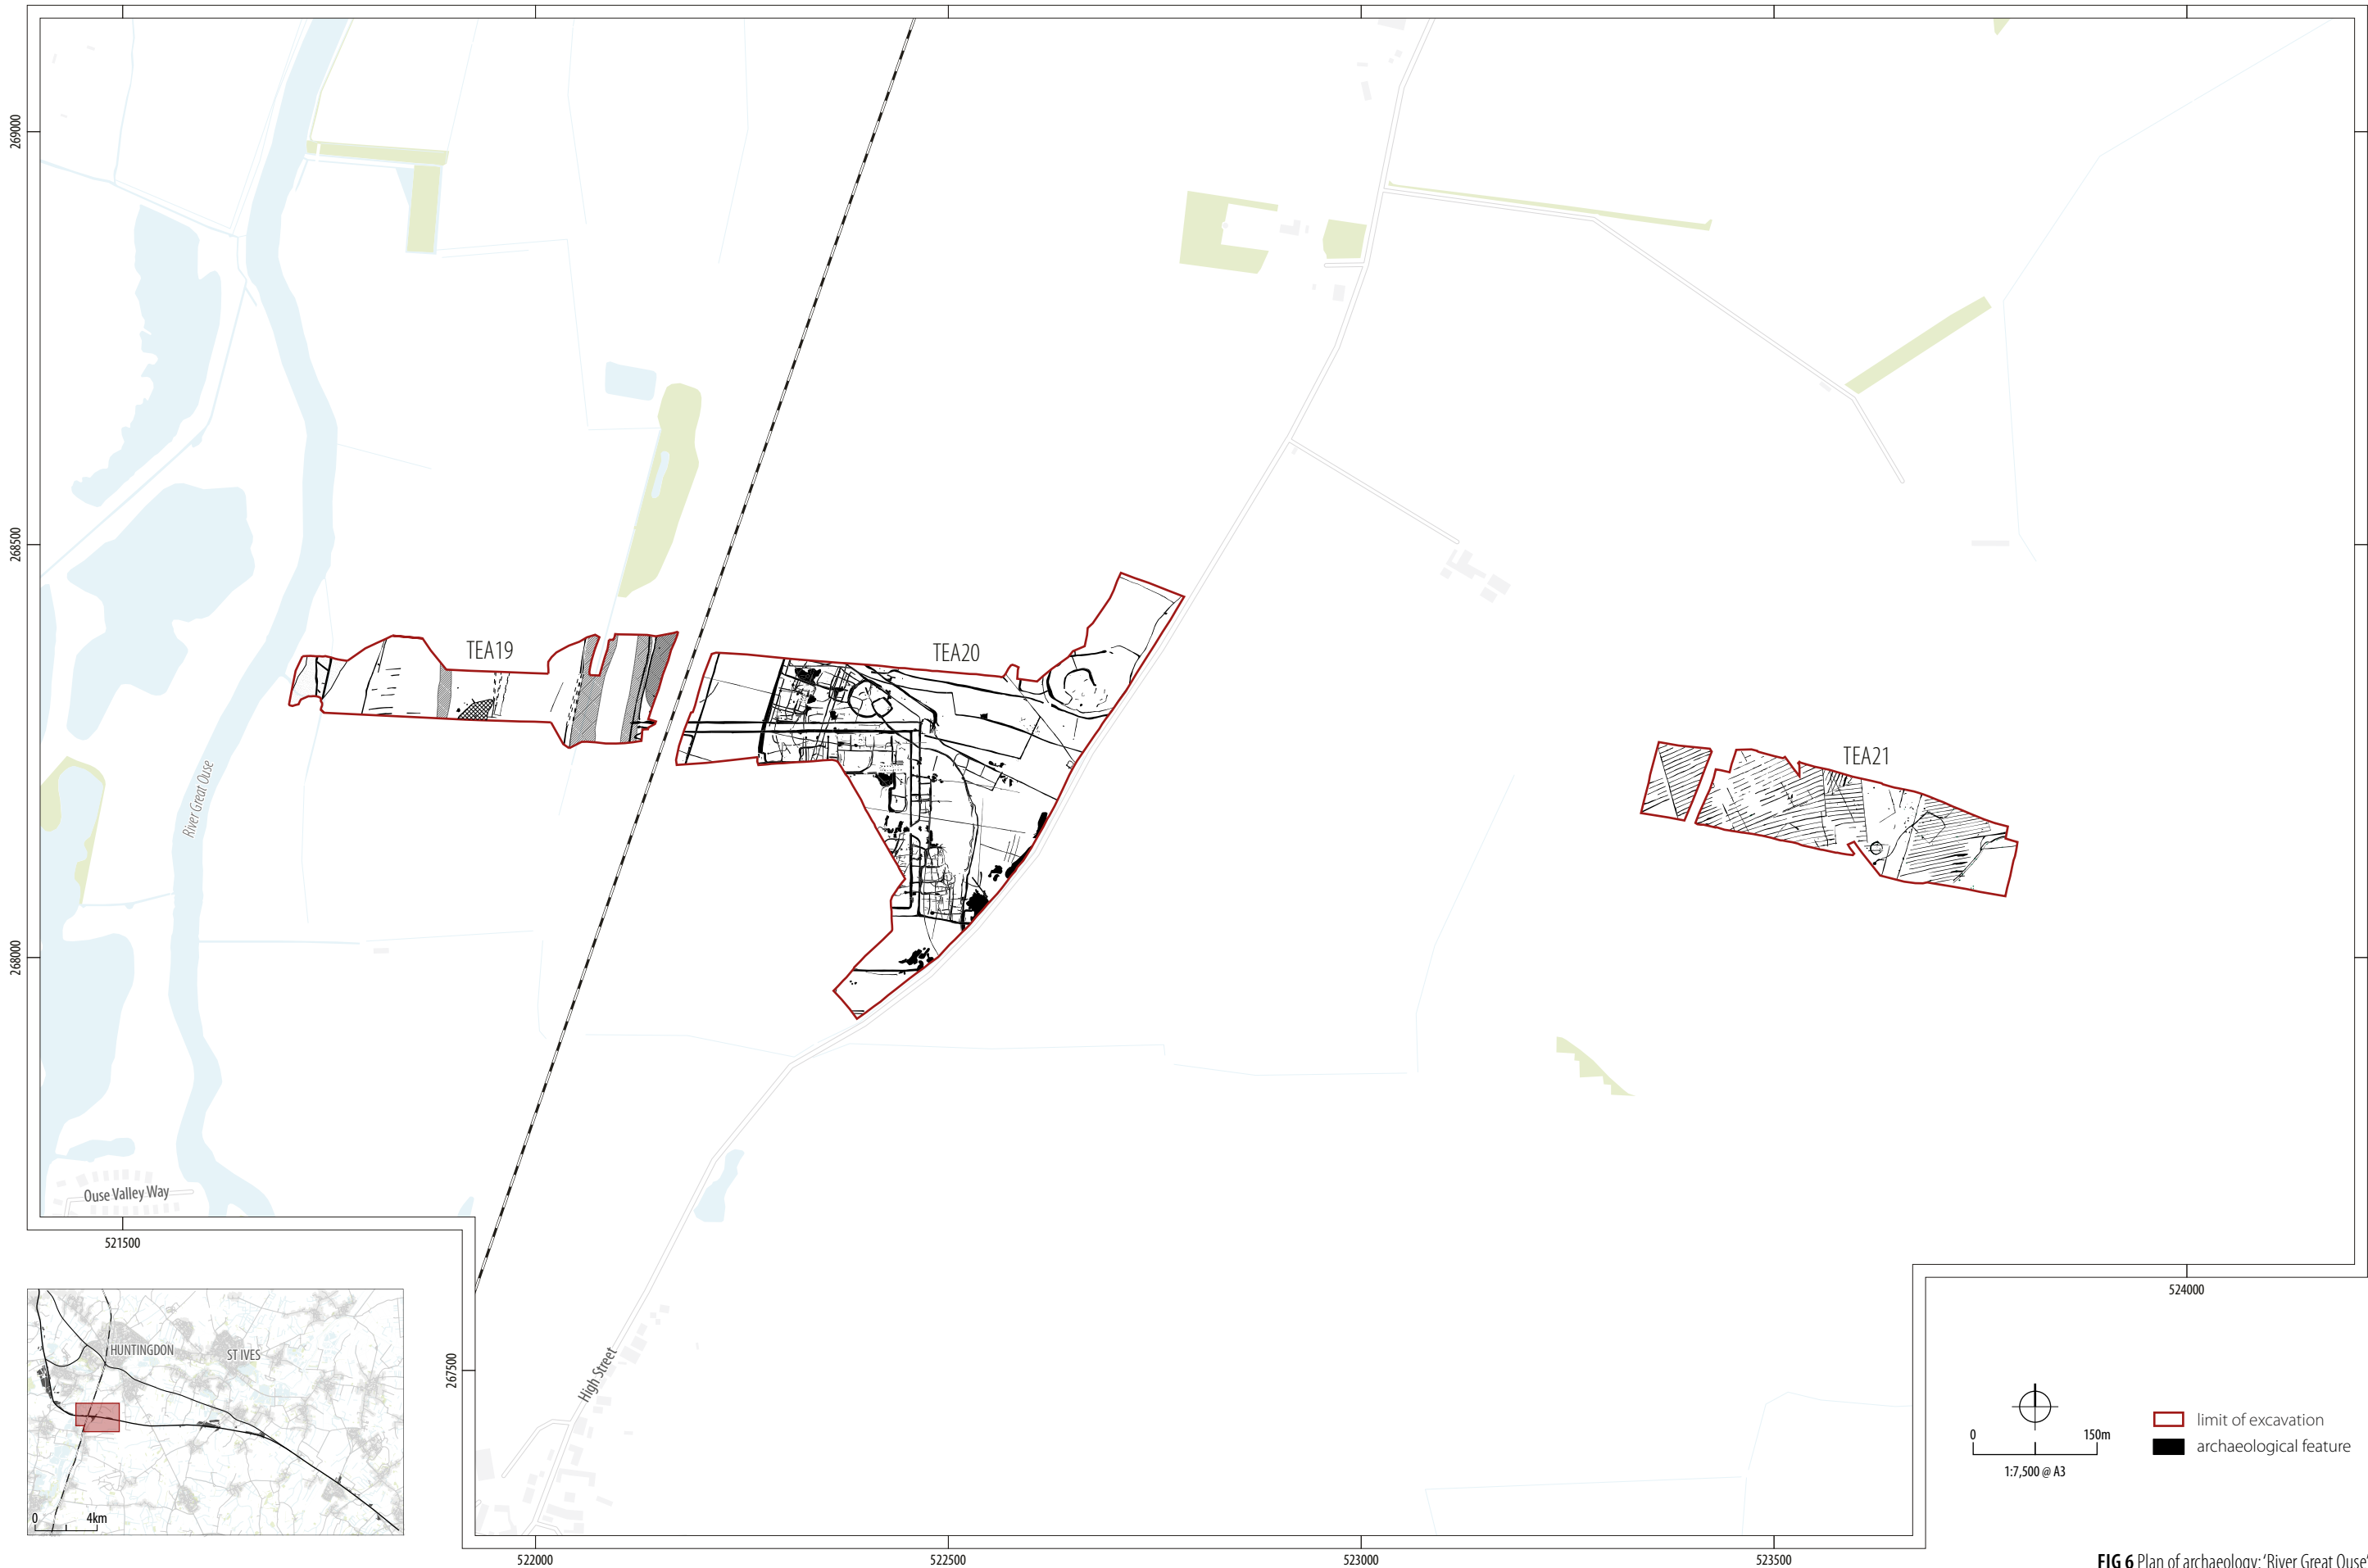 269000
268500
268000
267500
TEA19
TEA20
TEA21
River Great Ouse
Ouse Valley Way
High Street
521500
522000
522500
523000
523500
524000
HUNTINGDON
ST IVES
0 4km
0 150m
1:7,500 @ A3
limit of excavation
archaeological feature
FIG 6 Plan of archaeology: ‘River Great Ouse’